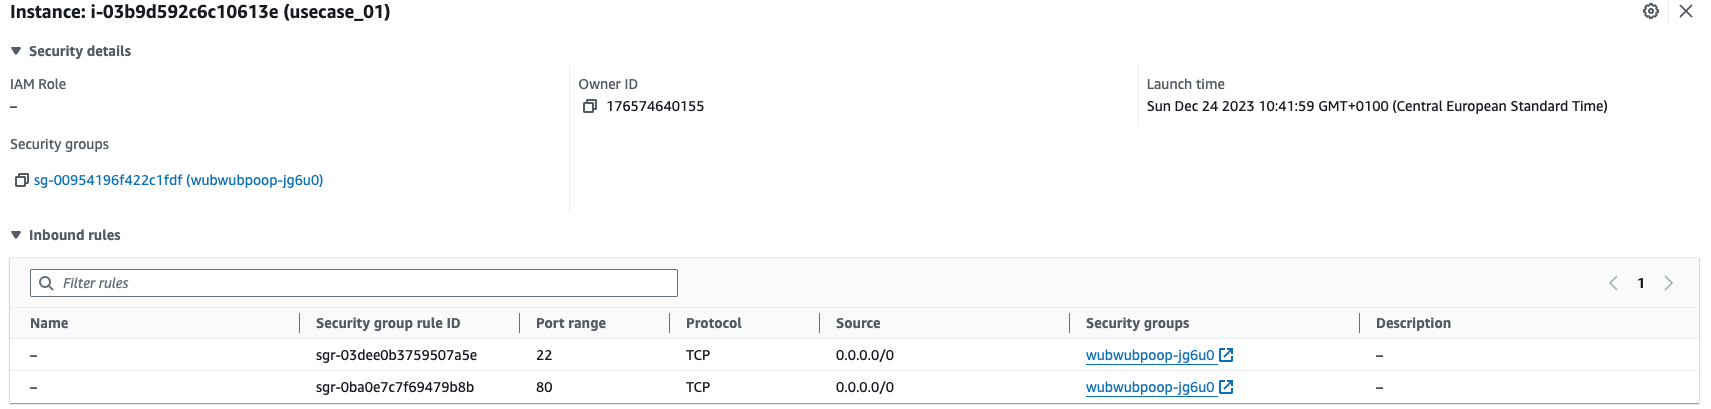 Instance: i-03b9d592c6c10613e (usecase_01)
Security details
IAM Role
–
Owner ID
176574640155
Launch time
Sun Dec 24 2023 10:41:59 GMT+0100 (Central European Standard Time)
Security groups
sg-00954196f422c1fdf (wubwubpoop-jg6u0)
Inbound rules
Filter rules
1
Name Security group rule ID Port range Protocol Source Security groups Description
– sgr-03dee0b3759507a5e 22 TCP 0.0.0.0/0 wubwubpoop-jg6u0 –
– sgr-0ba0e7c7f69479b8b 80 TCP 0.0.0.0/0 wubwubpoop-jg6u0 –